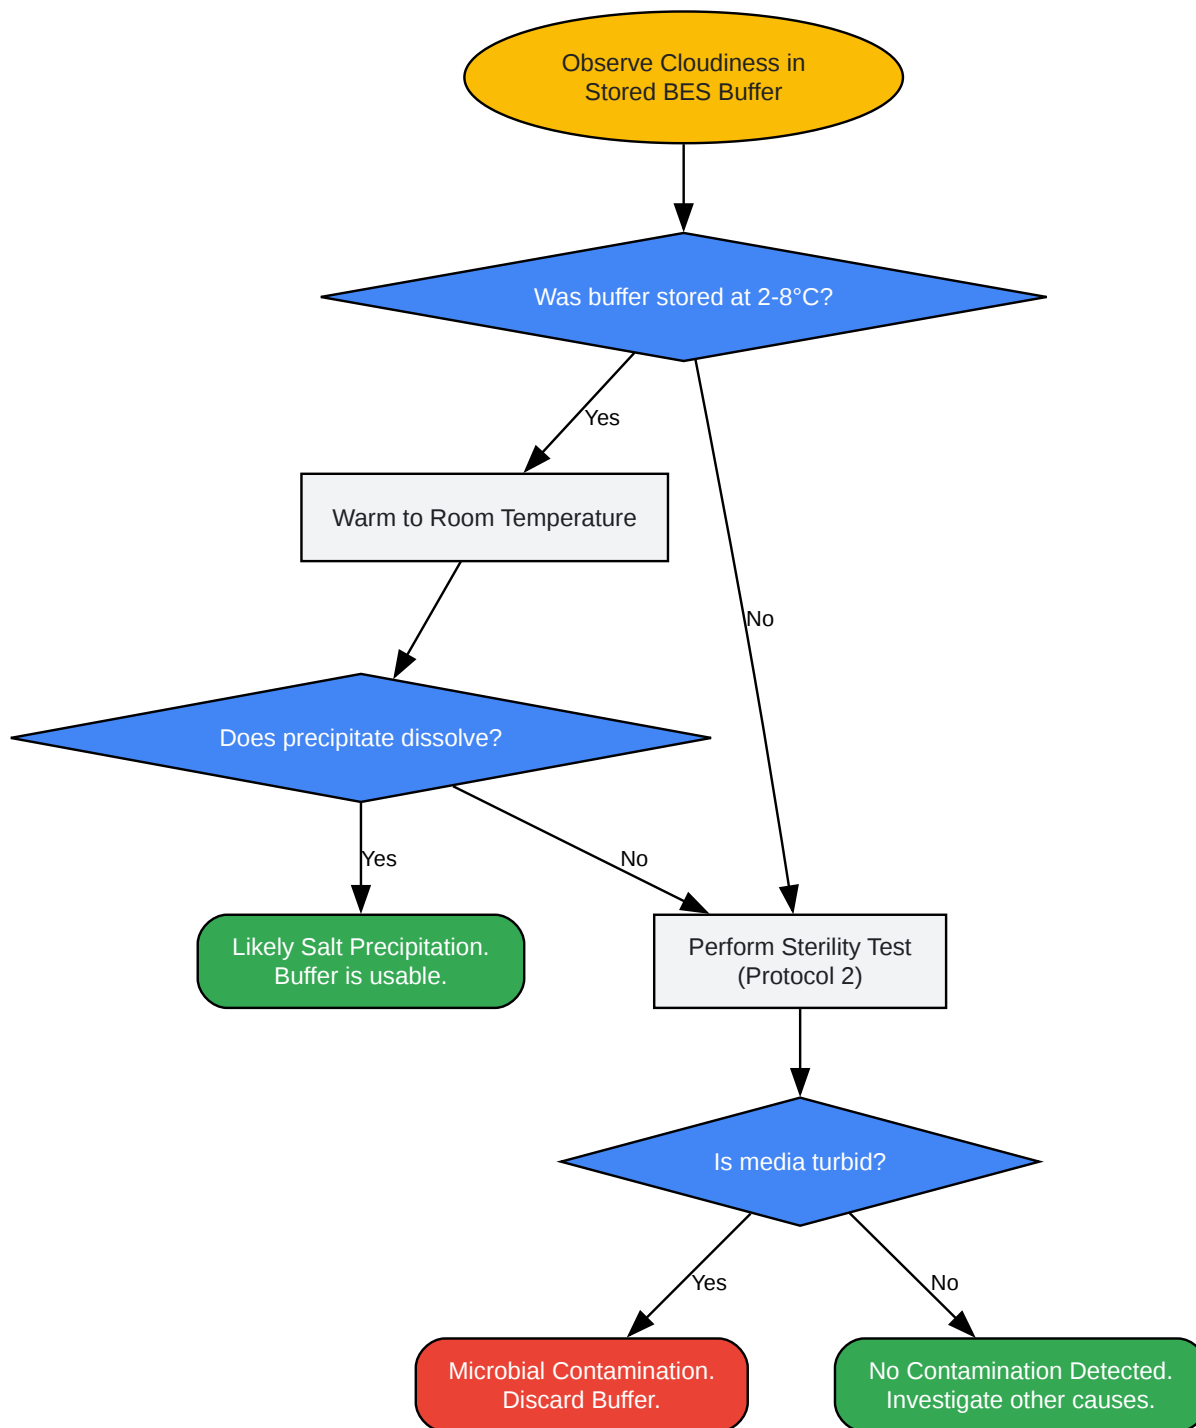 Observe Cloudiness in
Stored BES Buffer
Was buffer stored at 2-8°C?
Yes
Warm to Room Temperature
No
Does precipitate dissolve?
Yes
No
Likely Salt Precipitation.
Buffer is usable.
Perform Sterility Test
(Protocol 2)
Is media turbid?
Yes
No
Microbial Contamination.
Discard Buffer.
No Contamination Detected.
Investigate other causes.